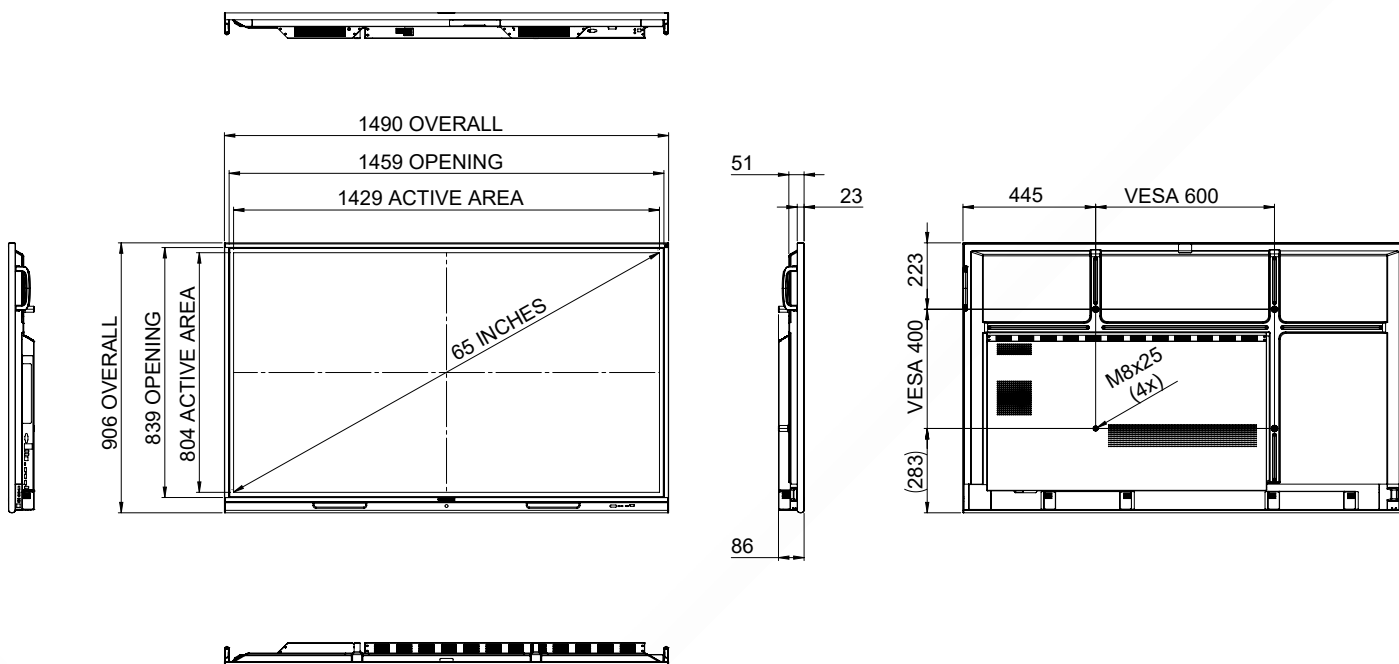 1490 OVERALL
1459 OPENING
1429 ACTIVE AREA
906 OVERALL
839 OPENING
804 ACTIVE AREA
65 INCHES
51
23
86
445
VESA 600
223
VESA 400
(283)
M8x25
(4x)